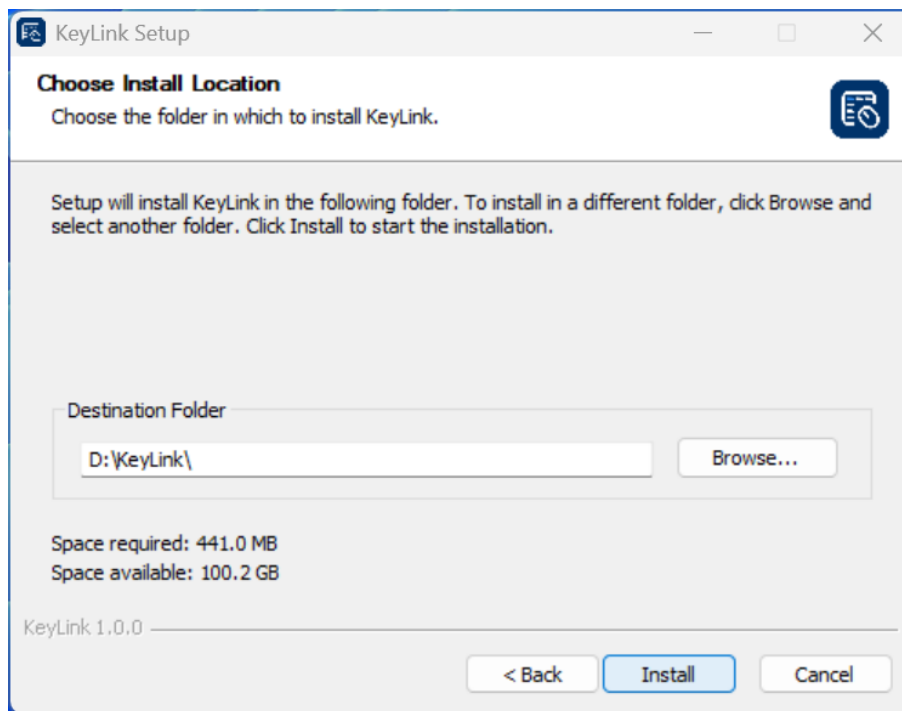 KeyLink Setup
Choose Install Location
Choose the folder in which to install KeyLink.
Setup will install KeyLink in the following folder. To install in a different folder, click Browse and
select another folder. Click Install to start the installation.
Destination Folder
D:\KeyLink\
Browse...
Space required: 441.0 MB
Space available: 100.2 GB
KeyLink 1.0.0
< Back
Install
Cancel